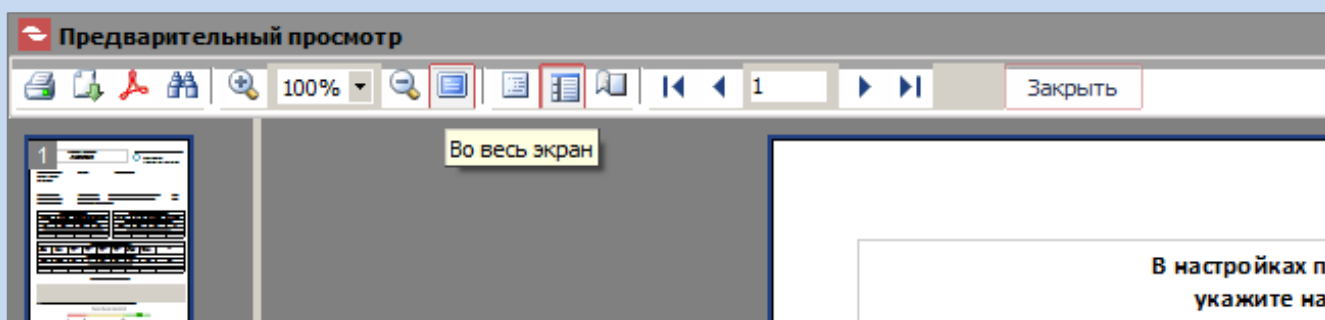 Предварительный просмотр
100%
1
Закрыть
Во весь экран
1
В настройках п
укажите на